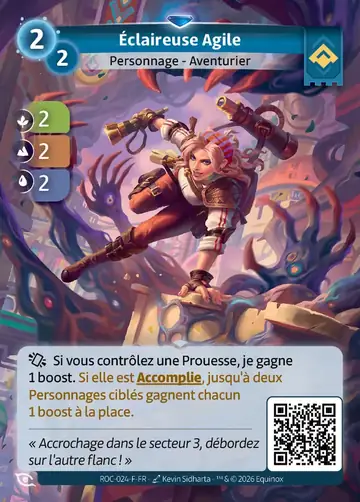 2
Éclaireuse Agile
2
Personnage - Aventurier
2
2
2
Si vous contrôlez une Prouesse, je gagne
1 boost. Si elle est Accomplie, jusqu'à deux
Personnages ciblés gagnent chacun
1 boost à la place.
« Accrochage dans le secteur 3, débordez
sur l'autre flanc ! »
ROC-024-F-FR - Kevin Sidharta - ™ & © 2026 Equinox